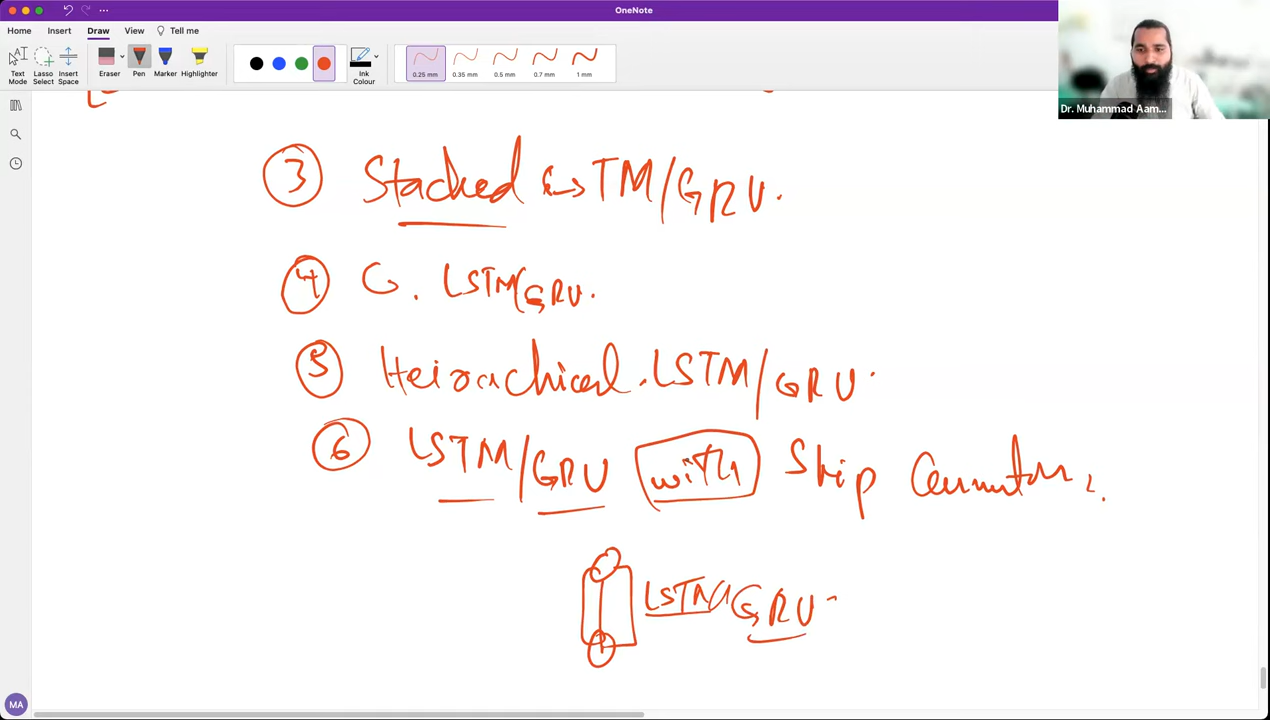 OneNote
Home Insert Draw View Tell me
Text Mode Lasso Select Insert Space Eraser Pen Marker Highlighter Ink Colour 0.25 mm 0.35 mm 0.5 mm 0.7 mm 1 mm
Dr. Muhammad Aam...
3 Stacked LSTM/GRU.
4 C. LSTM/GRU.
5 Heirachical LSTM/GRU.
6 LSTM/GRU with Skip
LSTM/GRU
MA